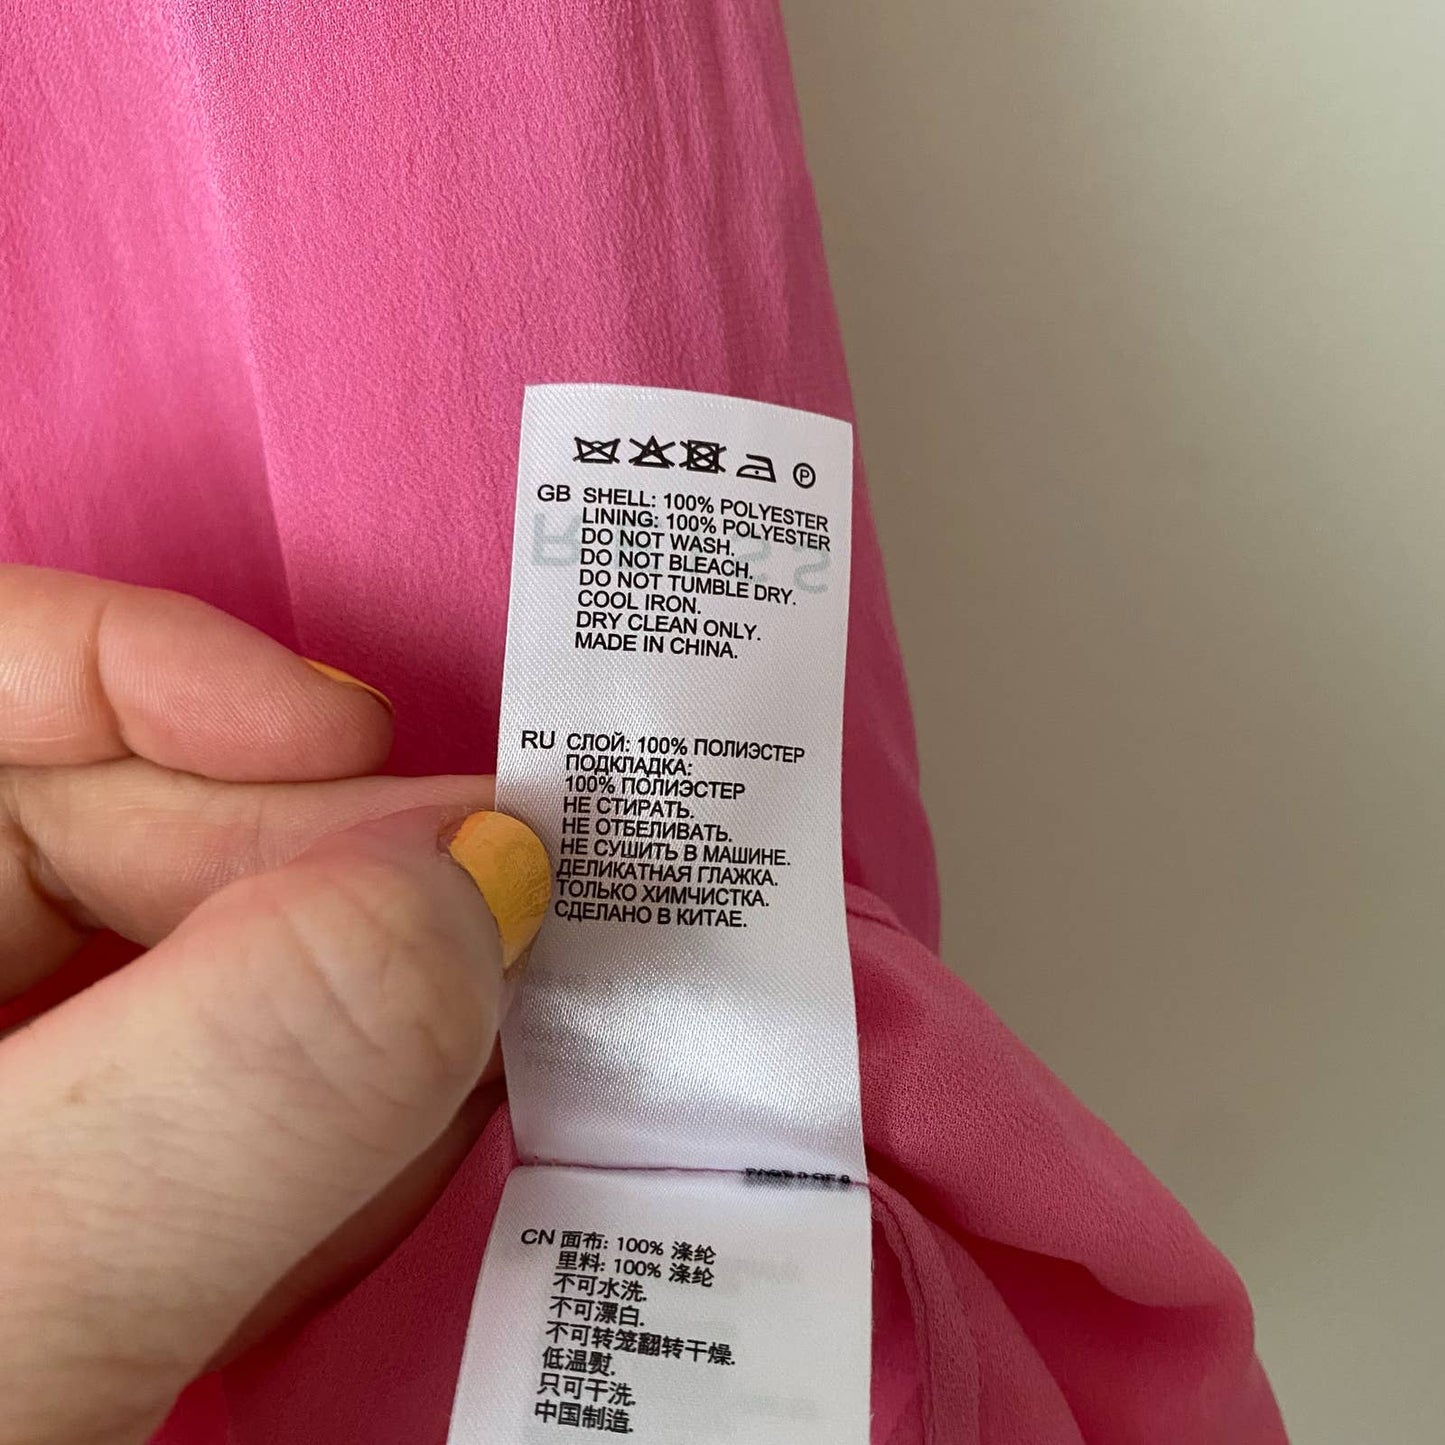 P
GB SHELL: 100% POLYESTER
LINING: 100% POLYESTER
DO NOT WASH.
DO NOT BLEACH.
DO NOT TUMBLE DRY.
COOL IRON.
DRY CLEAN ONLY.
MADE IN CHINA.
RU СЛОЙ: 100% ПОЛИЭСТЕР
ПОДКЛАДКА:
100% ПОЛИЭСТЕР
НЕ СТИРАТЬ.
НЕ ОТБЕЛИВАТЬ.
НЕ СУШИТЬ В МАШИНЕ.
ДЕЛИКАТНАЯ ГЛАЖКА.
ТОЛЬКО ХИМЧИСТКА.
СДЕЛАНО В КИТАЕ.
CN 面布: 100% 涤纶
里料: 100% 涤纶
不可水洗.
不可漂白.
不可转笼翻转干燥.
低温熨.
只可干洗.
中国制造.